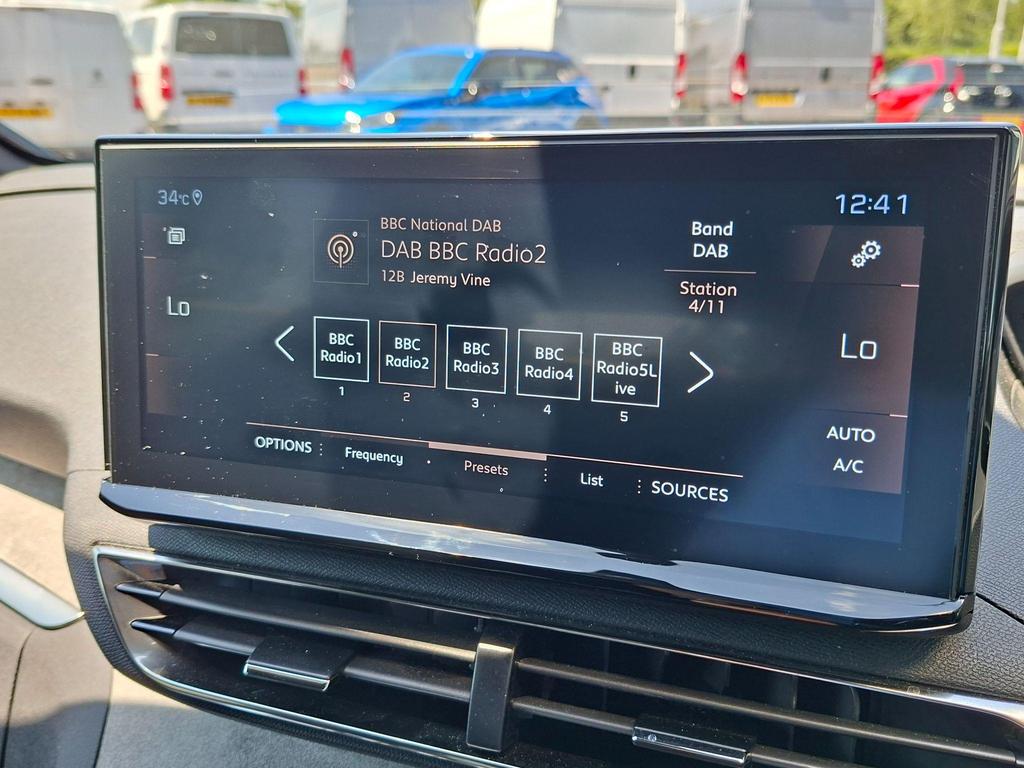 34°C
12:41
BBC National DAB
DAB BBC Radio2
12B Jeremy Vine
Band
DAB
Station
4/11
Lo
Lo
BBC
Radio1
1
BBC
Radio2
2
BBC
Radio3
3
BBC
Radio4
4
BBC
Radio5L
ive
5
AUTO
A/C
OPTIONS
Frequency
Presets
List
SOURCES